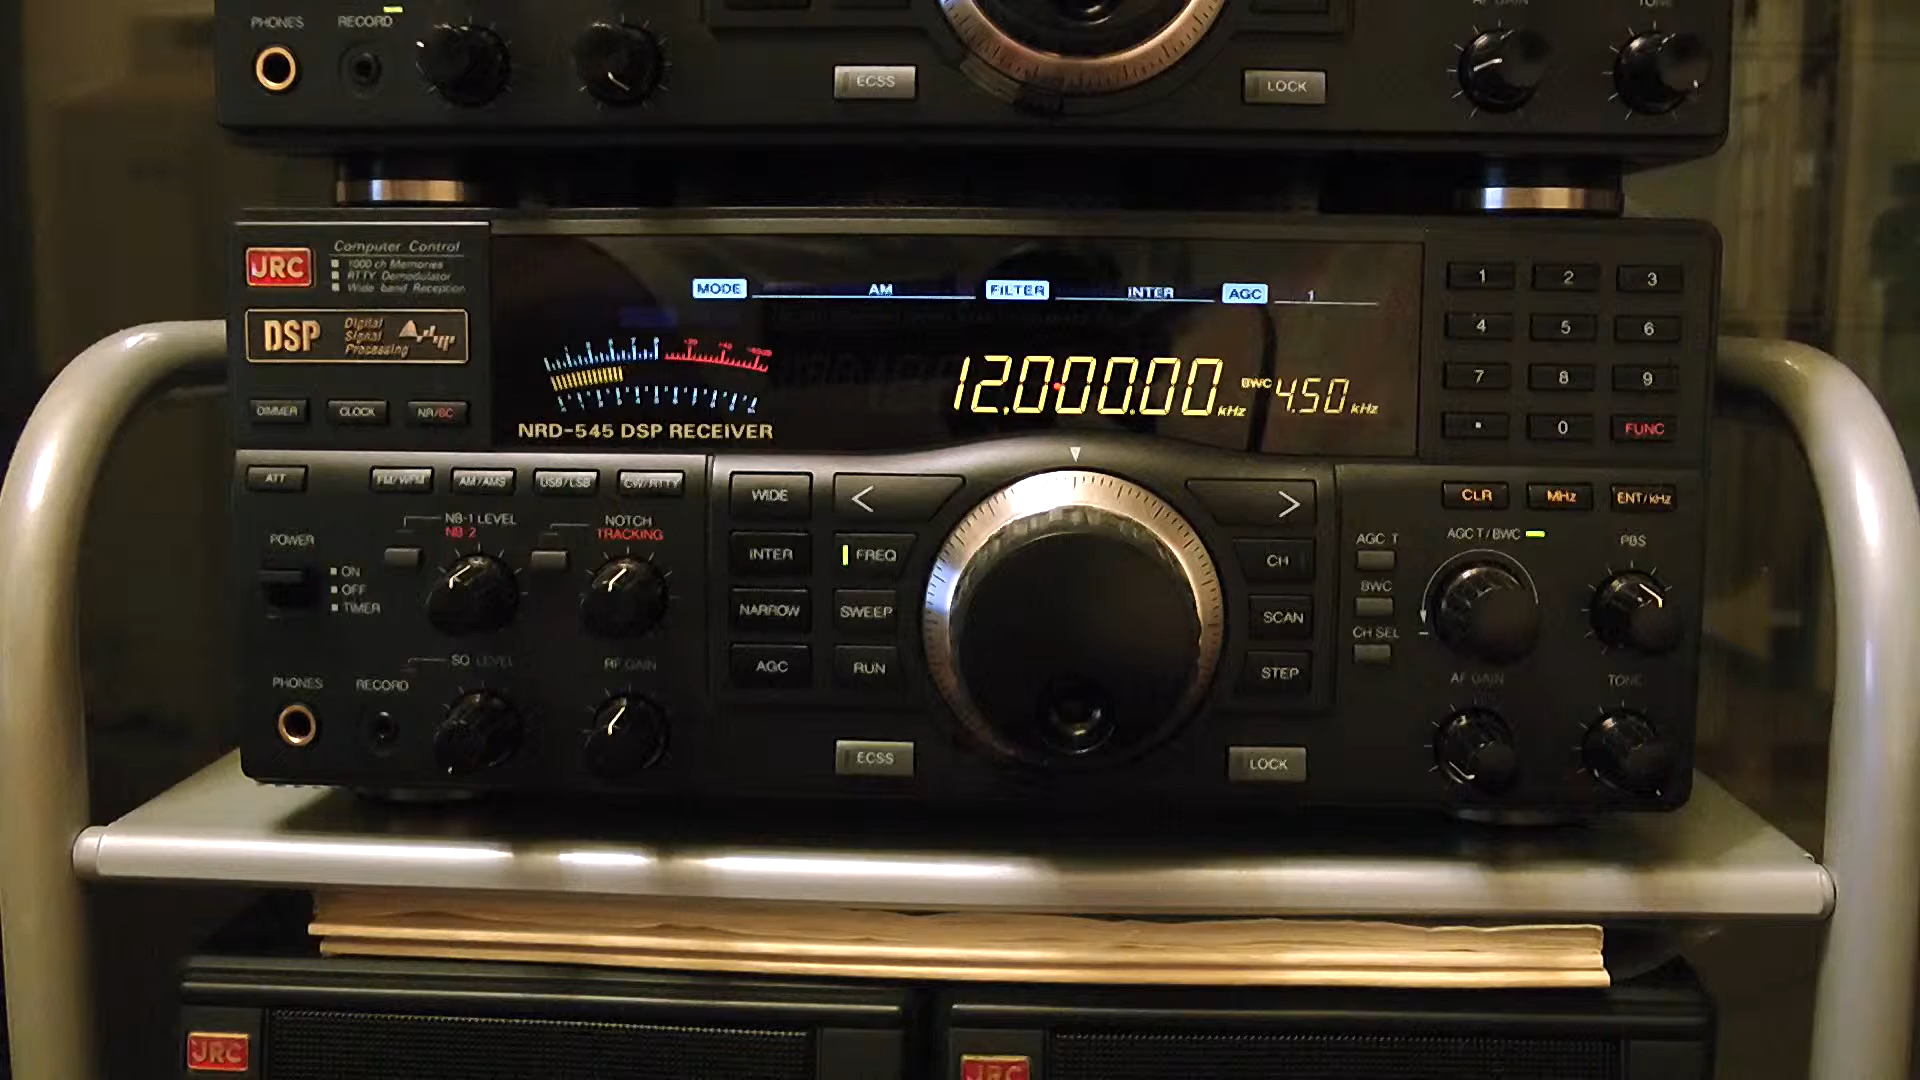 PHONES
RECORD
ECSS
LOCK
AF GAIN
TONE
JRC
Computer Control
1000 ch Memories
RTTY Demodulator
Wide band Reception
DSP
Digital
Signal
Processing
DIMMER
CLOCK
NR/BC
MODE AM FILTER INTER AGC 1
12.000.00 kHz BWC 4.50 kHz
NRD-545 DSP RECEIVER
1 2 3
4 5 6
7 8 9
. 0 FUNC
CLR MHz ENT/kHz
ATT
FM/WFM
AM/AMS
USB/LSB
CW/RTTY
POWER
ON
OFF
TIMER
NB-1 LEVEL
NB-2
NOTCH
TRACKING
WIDE
INTER
NARROW
AGC
<
FREQ
SWEEP
RUN
>
CH
SCAN
STEP
AGC T
BWC
CH SEL
AGC T/BWC
PBS
PHONES
RECORD
SQ LEVEL
RF GAIN
ECSS
LOCK
AF GAIN
TONE
JRC
JRC